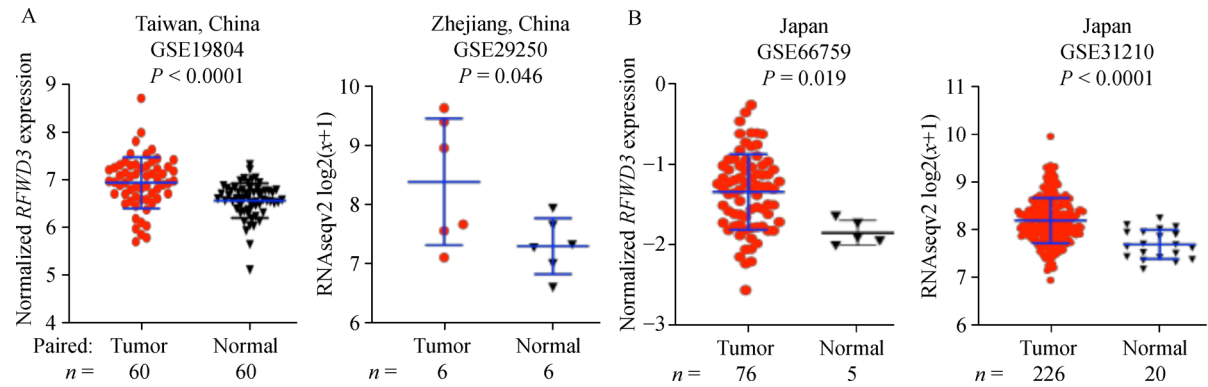 A
Taiwan, China
GSE19804
P < 0.0001
Normalized RFWD3 expression
9
8
7
6
5
4
Paired: Tumor Normal
n = 60 60
Zhejiang, China
GSE29250
P = 0.046
RNAseqv2 log2(x+1)
10
9
8
7
6
Tumor Normal
6 6
B
Japan
GSE66759
P = 0.019
Normalized RFWD3 expression
0
−1
−2
−3
Tumor Normal
n = 76 5
Japan
GSE31210
P < 0.0001
RNAseqv2 log2(x+1)
11
10
9
8
7
6
Tumor Normal
226 20